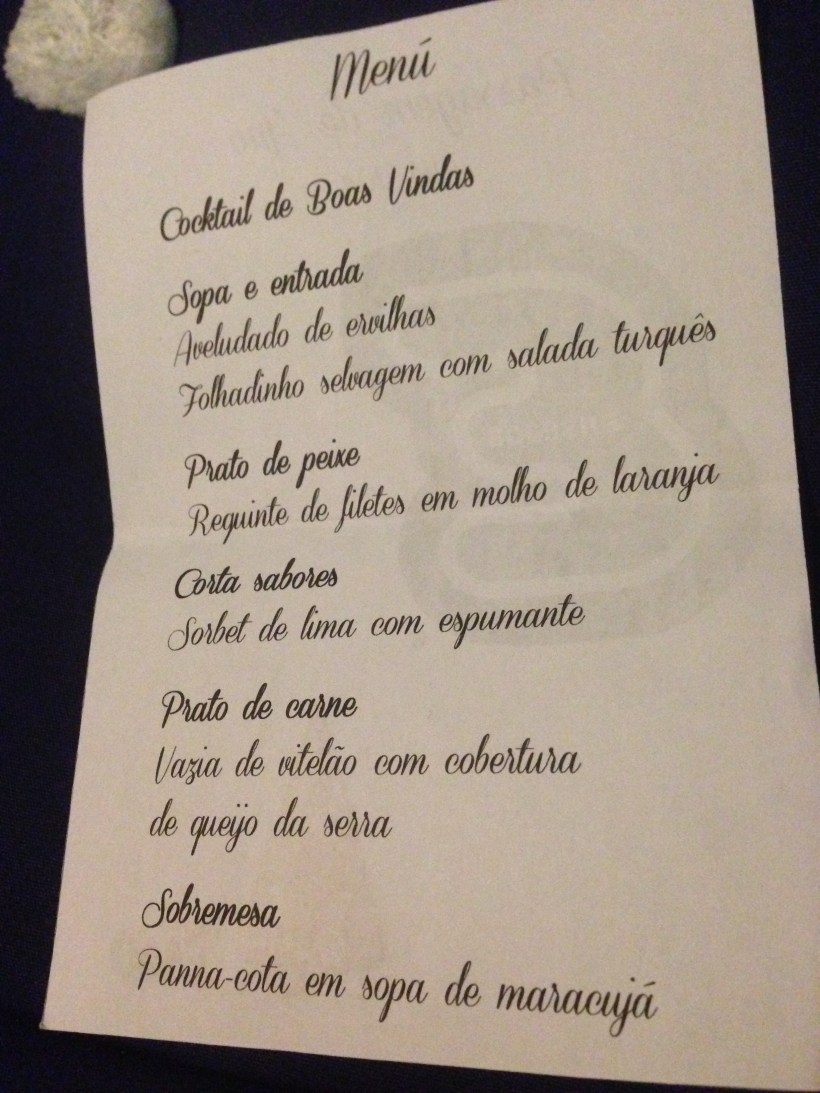 Menú
Cocktail de Boas Vindas
Sopa e entrada
Aveludado de ervilhas
Folhadinho selvagem com salada turquês
Prato de peixe
Requinte de filetes em molho de laranja
Corta sabores
Sorbet de lima com espumante
Prato de carne
Vazia de vitelão com cobertura
de queijo da serra
Sobremesa
Panna-cota em sopa de maracujá